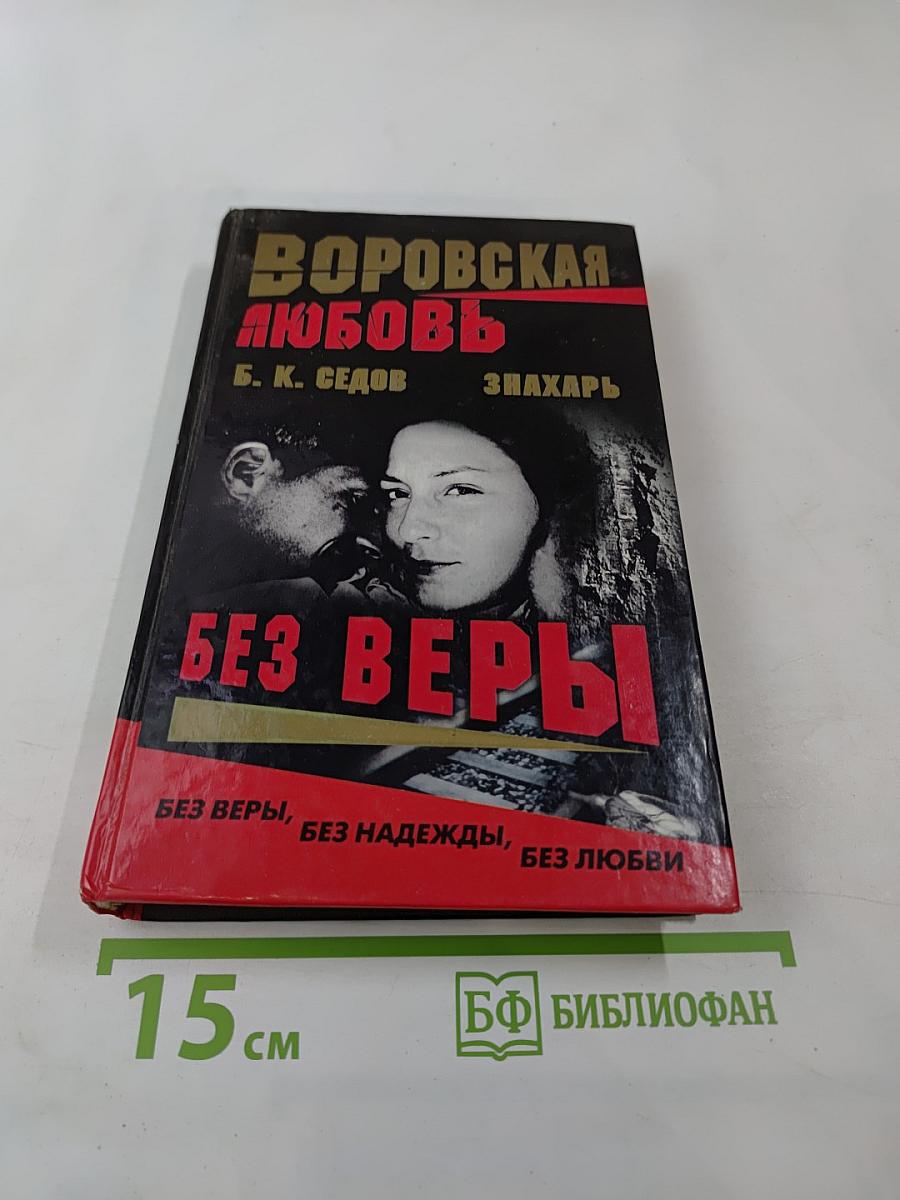 ВОРОВСКАЯ
ЛЮБОВЬ
Б. К. СЕДОВ ЗНАХАРЬ
БЕЗ ВЕРЫ
БЕЗ ВЕРЫ,
БЕЗ НАДЕЖДЫ,
БЕЗ ЛЮБВИ
15 см
БФ БИБЛИОФАН